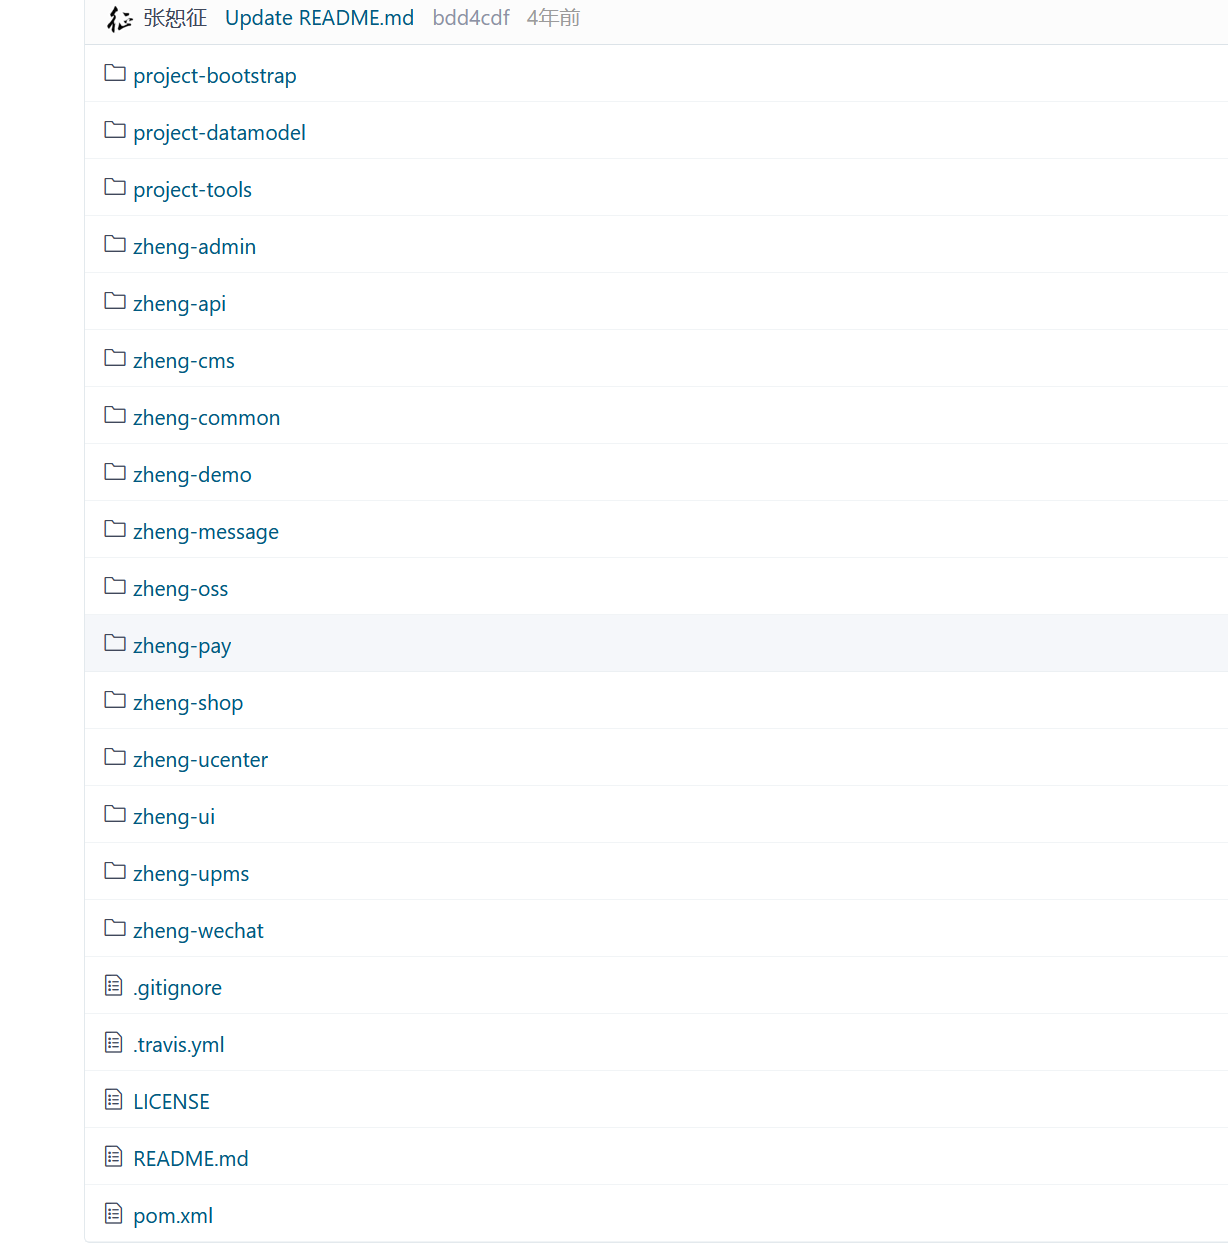 张恕征 Update README.md bdd4cdf 4年前
project-bootstrap
project-datamodel
project-tools
zheng-admin
zheng-api
zheng-cms
zheng-common
zheng-demo
zheng-message
zheng-oss
zheng-pay
zheng-shop
zheng-ucenter
zheng-ui
zheng-upms
zheng-wechat
.gitignore
.travis.yml
LICENSE
README.md
pom.xml